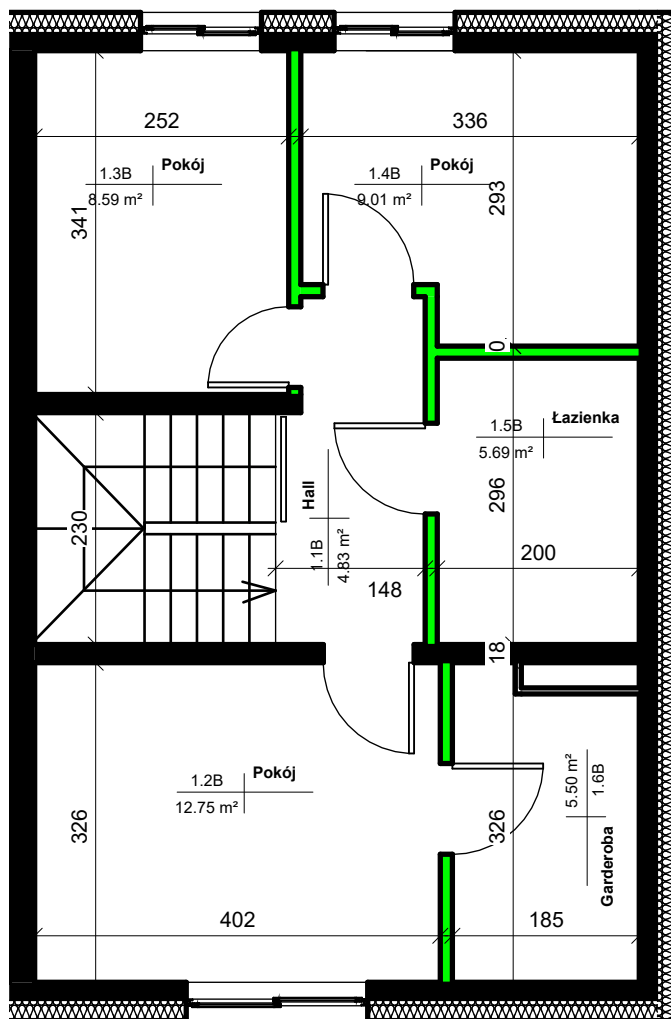 252
336
Pokój
1.3B
8.59 m²
Pokój
1.4B
9.01 m²
341
293
0
Łazienka
1.5B
5.69 m²
296
230
Hall
1.1B
4.83 m²
148
200
18
Pokój
1.2B
12.75 m²
326
326
5.50 m²
1.6B
Garderoba
402
185